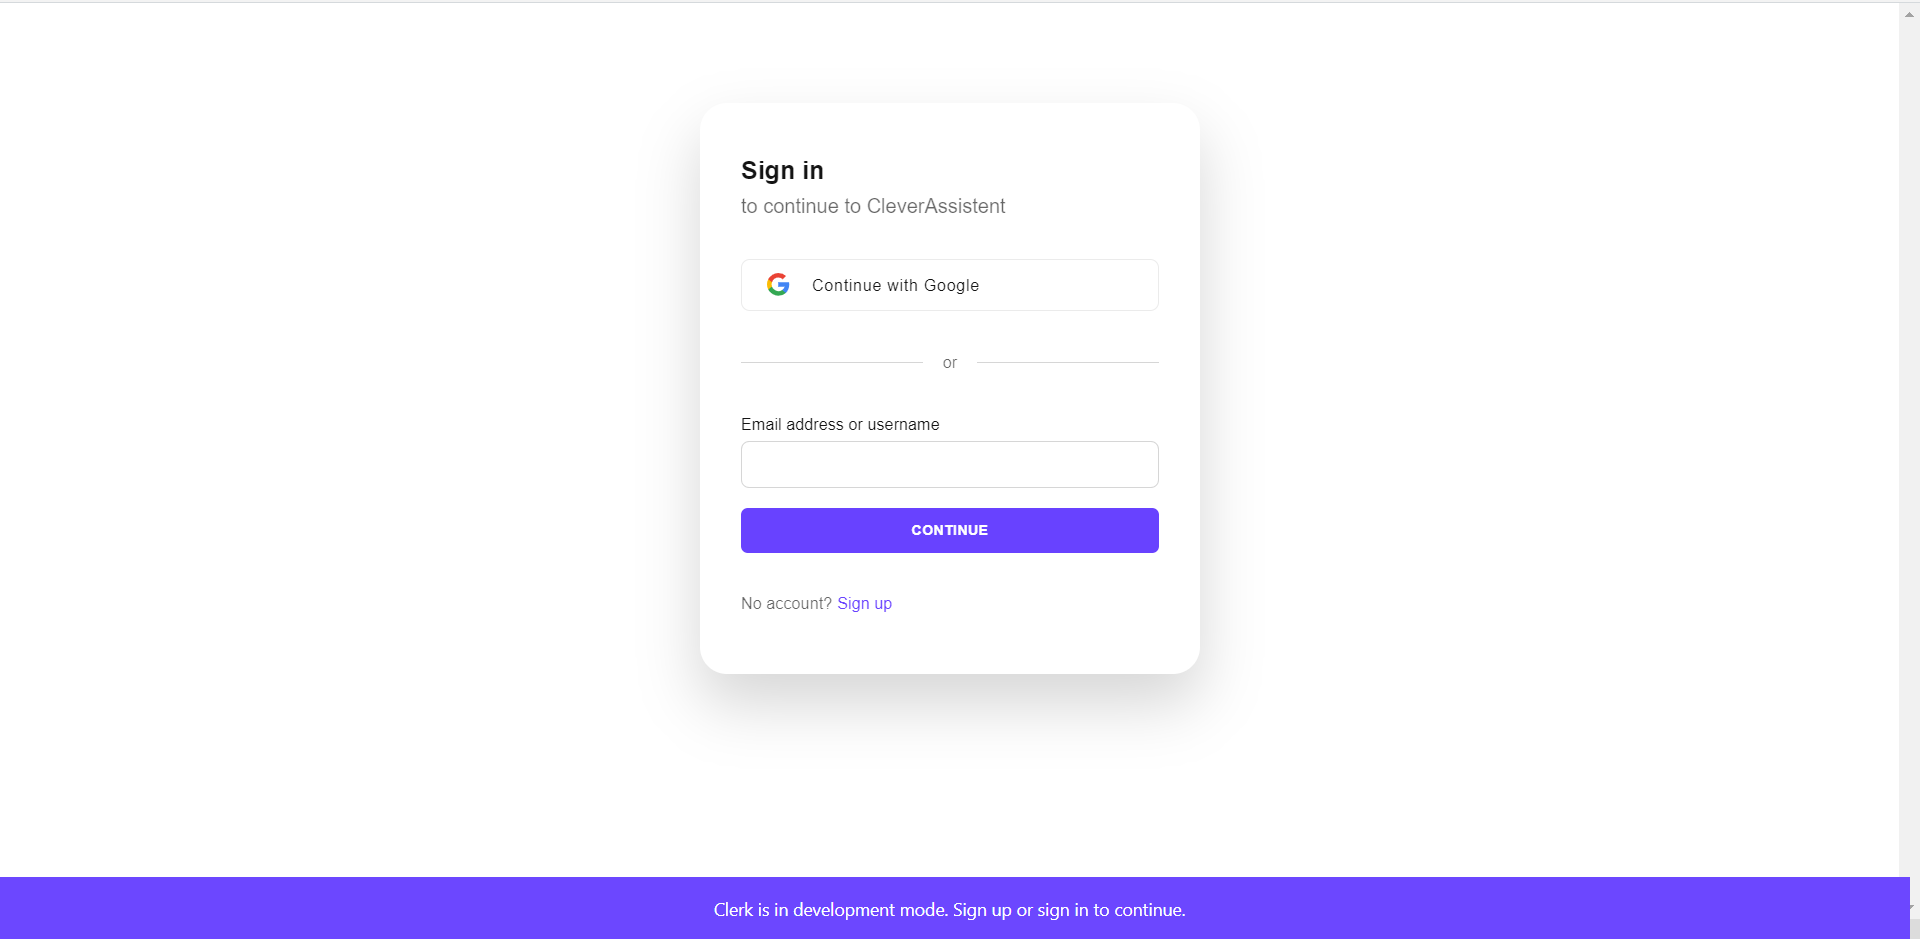 Sign in
to continue to CleverAssistent
Continue with Google
or
Email address or username
CONTINUE
No account? Sign up
Clerk is in development mode. Sign up or sign in to continue.